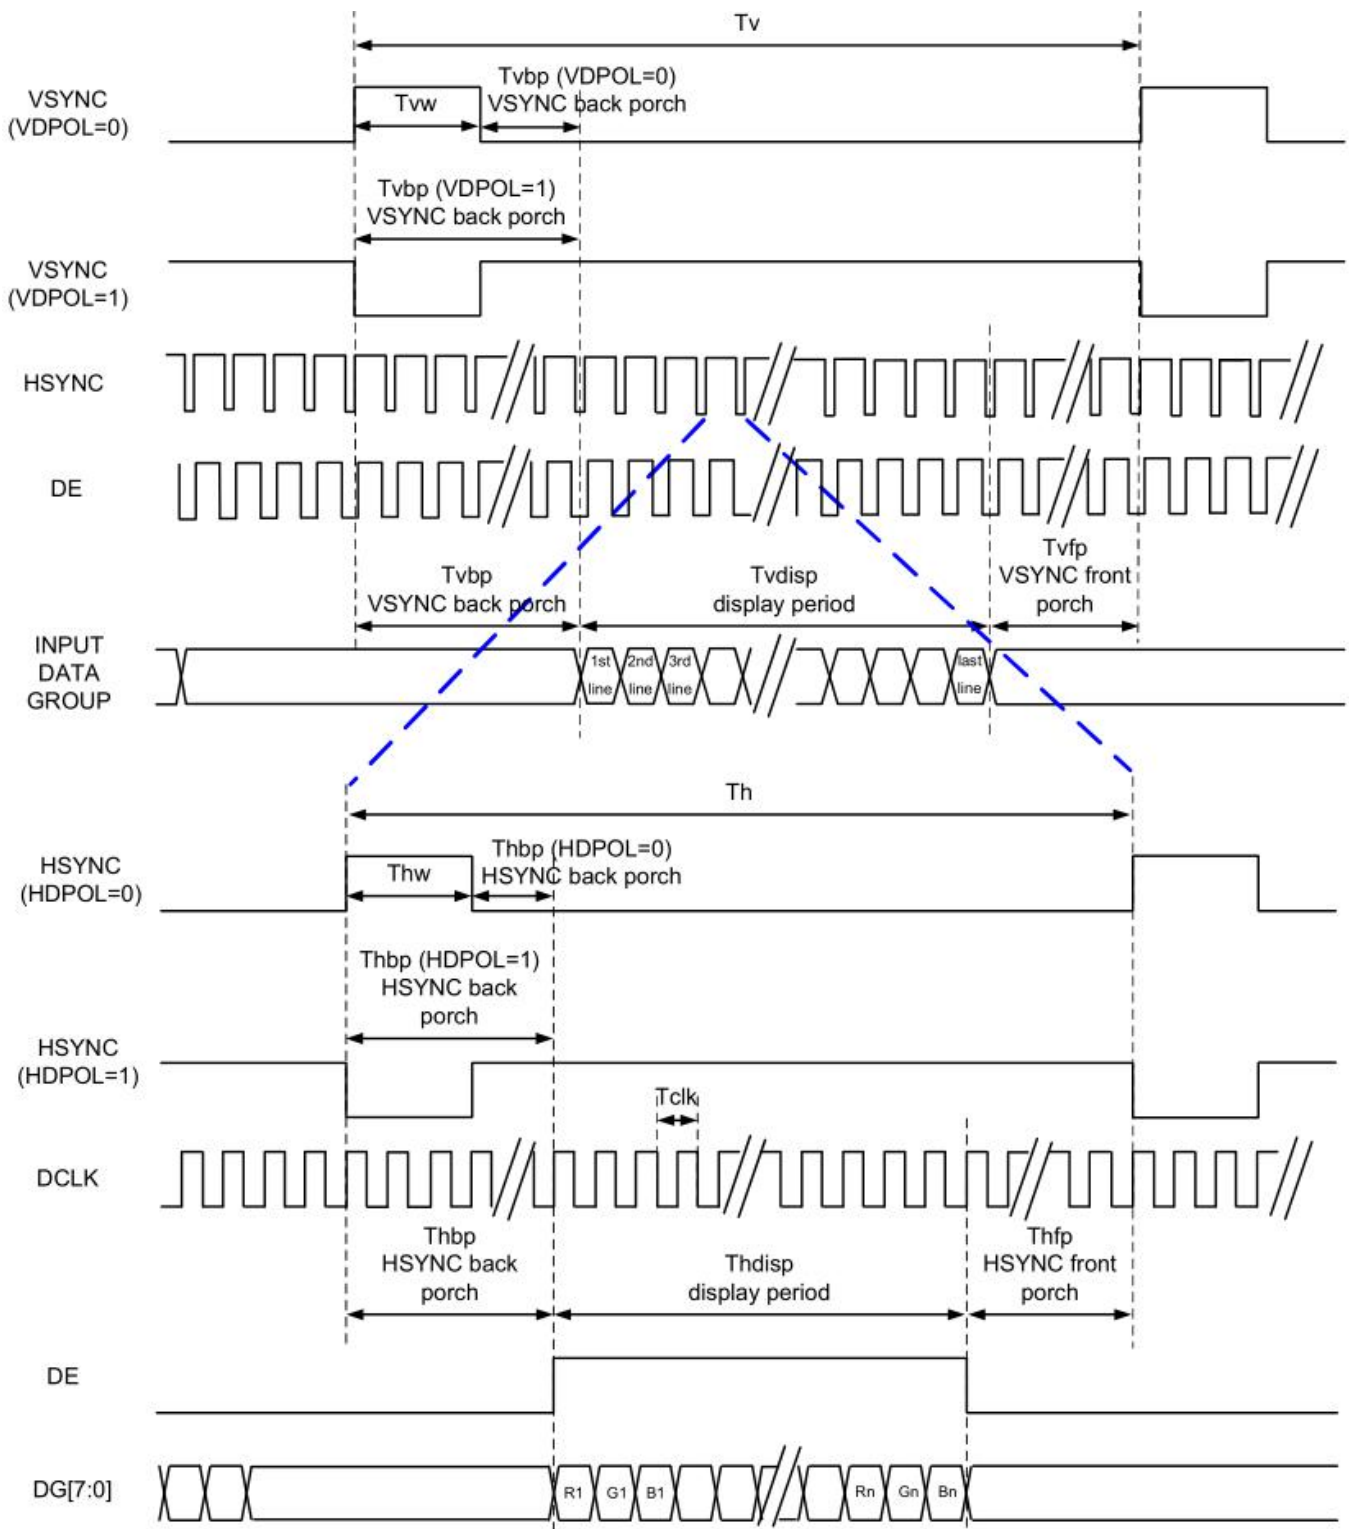 Tv
Tvbp (VDPOL=0)
VSYNC back porch
VSYNC
(VDPOL=0)
Tvw
Tvbp (VDPOL=1)
VSYNC back porch
VSYNC
(VDPOL=1)
HSYNC
DE
Tvbp
VSYNC back porch
Tvdisp
display period
Tvfp
VSYNC front
porch
INPUT
DATA
GROUP
1st
line
2nd
line
3rd
line
last
line
Th
Thbp (HDPOL=0)
HSYNC back porch
HSYNC
(HDPOL=0)
Thw
Thbp (HDPOL=1)
HSYNC back
porch
HSYNC
(HDPOL=1)
Tclk
DCLK
Thbp
HSYNC back
porch
Thdisp
display period
Thfp
HSYNC front
porch
DE
DG[7:0]
R1
G1
B1
Rn
Gn
Bn